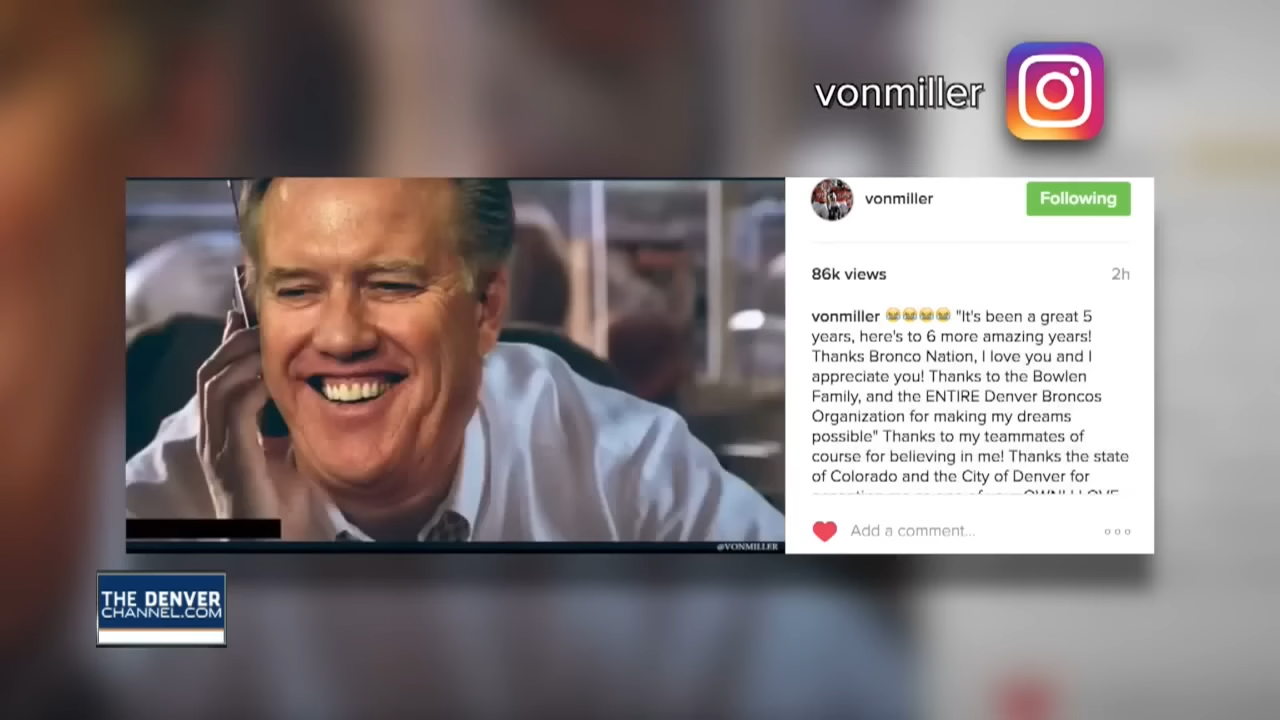 vonmiller
vonmiller
Following
86k views
2h
vonmiller 😂😂😂😂 "It's been a great 5
years, here's to 6 more amazing years!
Thanks Bronco Nation, I love you and I
appreciate you! Thanks to the Bowlen
Family, and the ENTIRE Denver Broncos
Organization for making my dreams
possible" Thanks to my teammates of
course for believing in me! Thanks the state
of Colorado and the City of Denver for
Add a comment...
@VONMILLER
THE DENVER
CHANNEL.COM